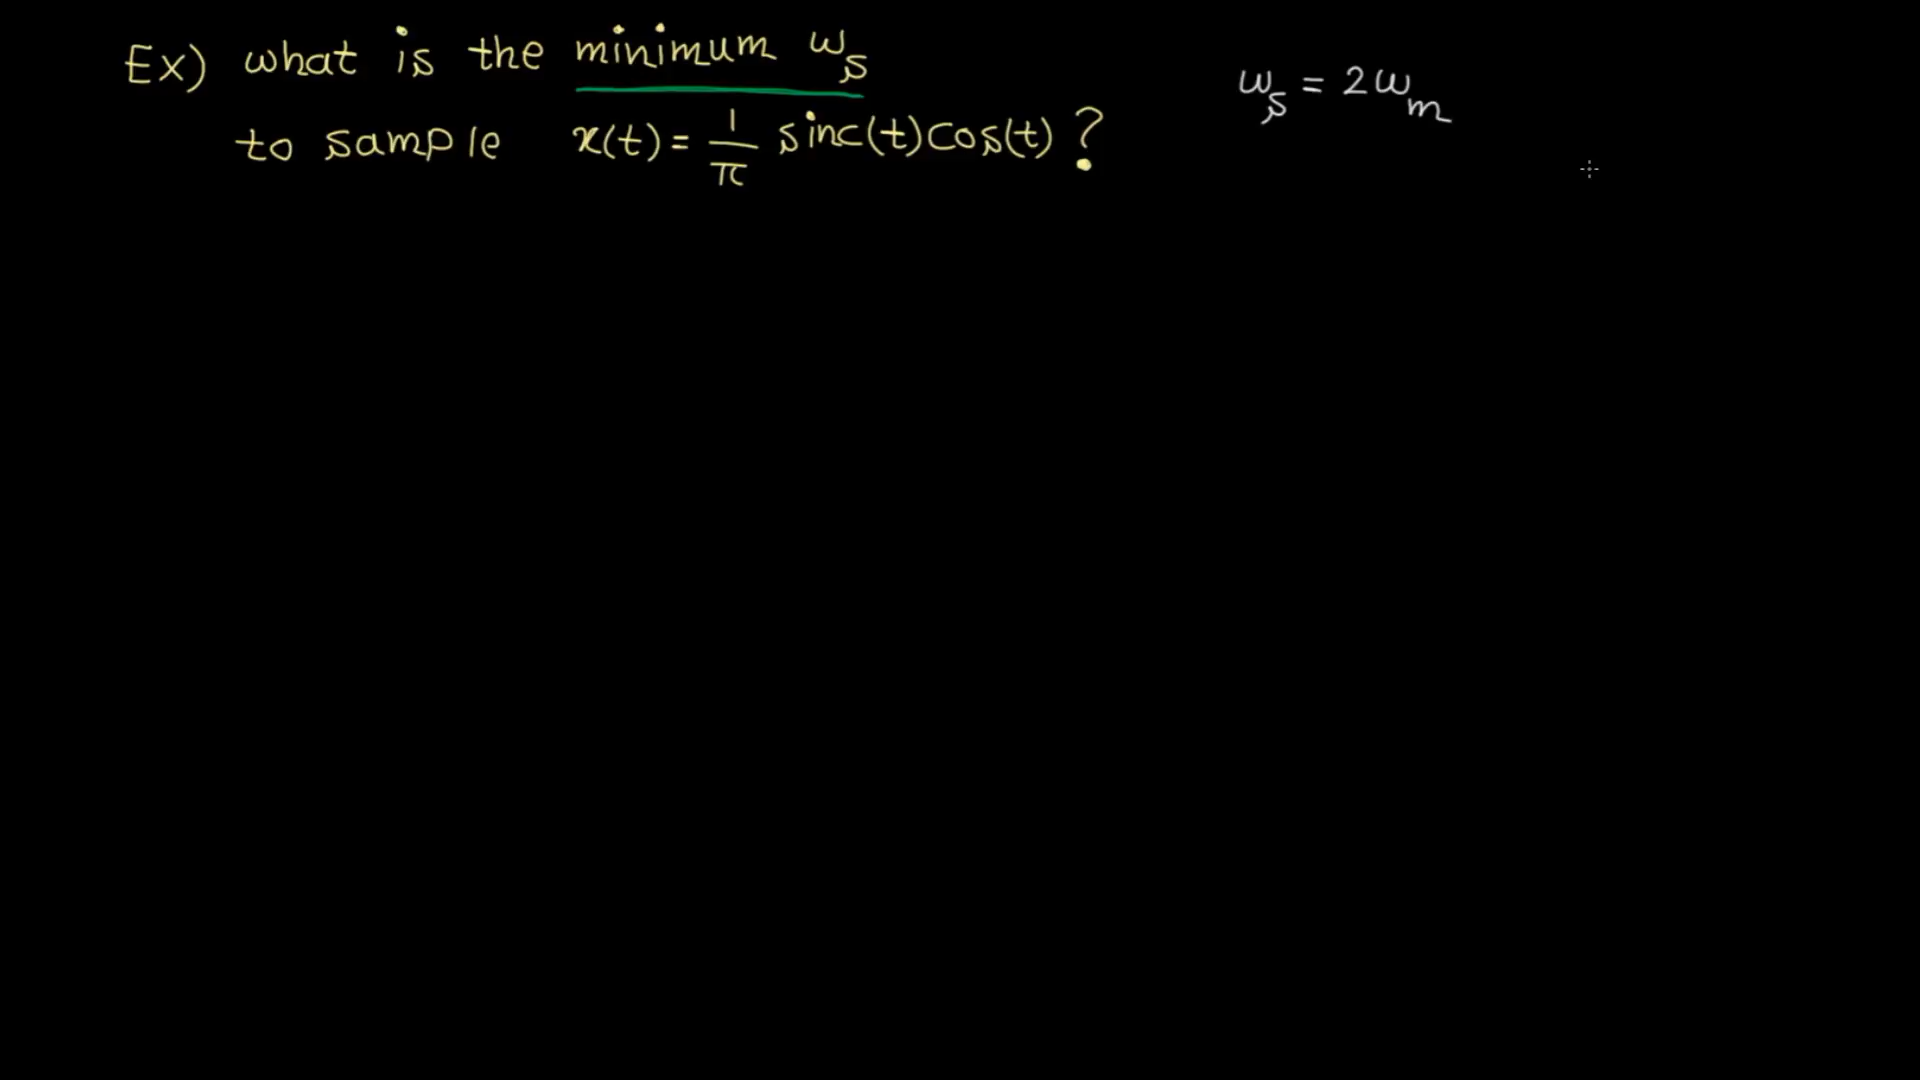 Ex) what is the minimum ωₛ
to sample x(t) = 1/π sinc(t)Cos(t) ?
ωₛ = 2ωₘ